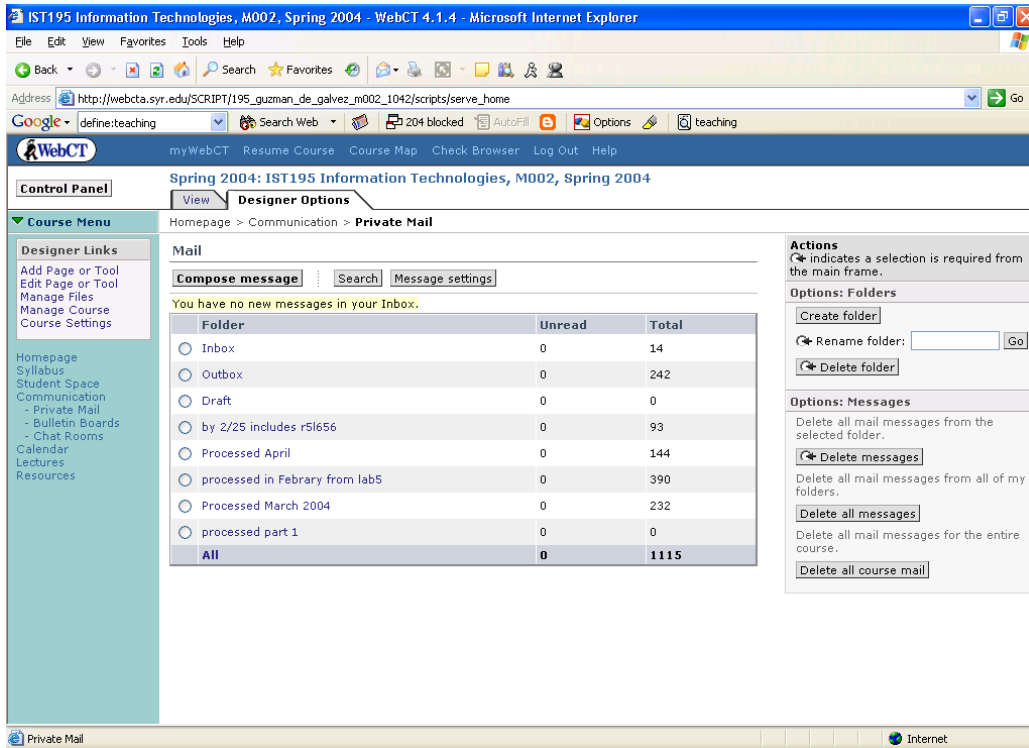 IST195 Information Technologies, M002, Spring 2004 - WebCT 4.1.4 - Microsoft Internet Explorer
File Edit View Favorites Tools Help
Back Search Favorites
Address http://webcta.syr.edu/SCRIPT/195_guzman_de_galvez_m002_1042/scripts/serve_home Go
Google define:teaching Search Web 204 blocked AutoFill Options teaching
WebCT myWebCT Resume Course Course Map Check Browser Log Out Help
Control Panel
Spring 2004: IST195 Information Technologies, M002, Spring 2004
View Designer Options
Course Menu
Homepage > Communication > Private Mail
Designer Links
Add Page or Tool
Edit Page or Tool
Manage Files
Manage Course
Course Settings
Homepage
Syllabus
Student Space
Communication
- Private Mail
- Bulletin Boards
- Chat Rooms
Calendar
Lectures
Resources
Mail
Compose message Search Message settings
You have no new messages in your Inbox.
Folder Unread Total
Inbox 0 14
Outbox 0 242
Draft 0 0
by 2/25 includes r5l656 0 93
Processed April 0 144
processed in Febrary from lab5 0 390
Processed March 2004 0 232
processed part 1 0 0
All 0 1115
Actions
indicates a selection is required from
the main frame.
Options: Folders
Create folder
Rename folder: Go
Delete folder
Options: Messages
Delete all mail messages from the
selected folder.
Delete messages
Delete all mail messages from all of my
folders.
Delete all messages
Delete all mail messages for the entire
course.
Delete all course mail
Private Mail Internet